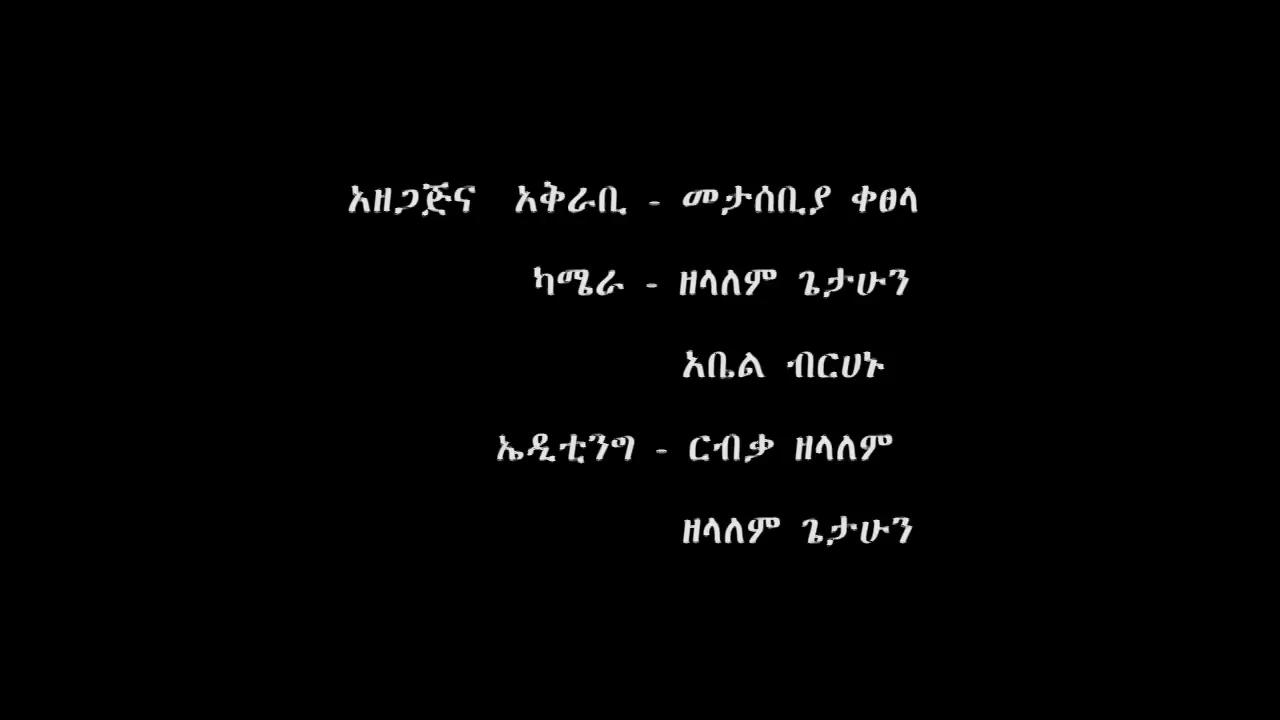 አዘጋጅና አቅራቢ - መታሰቢያ ቀፀላ
ካሜራ - ዘላለም ጌታሁን
አቤል ብርሀኑ
ኤዲቲንግ - ርብቃ ዘላለም
ዘላለም ጌታሁን